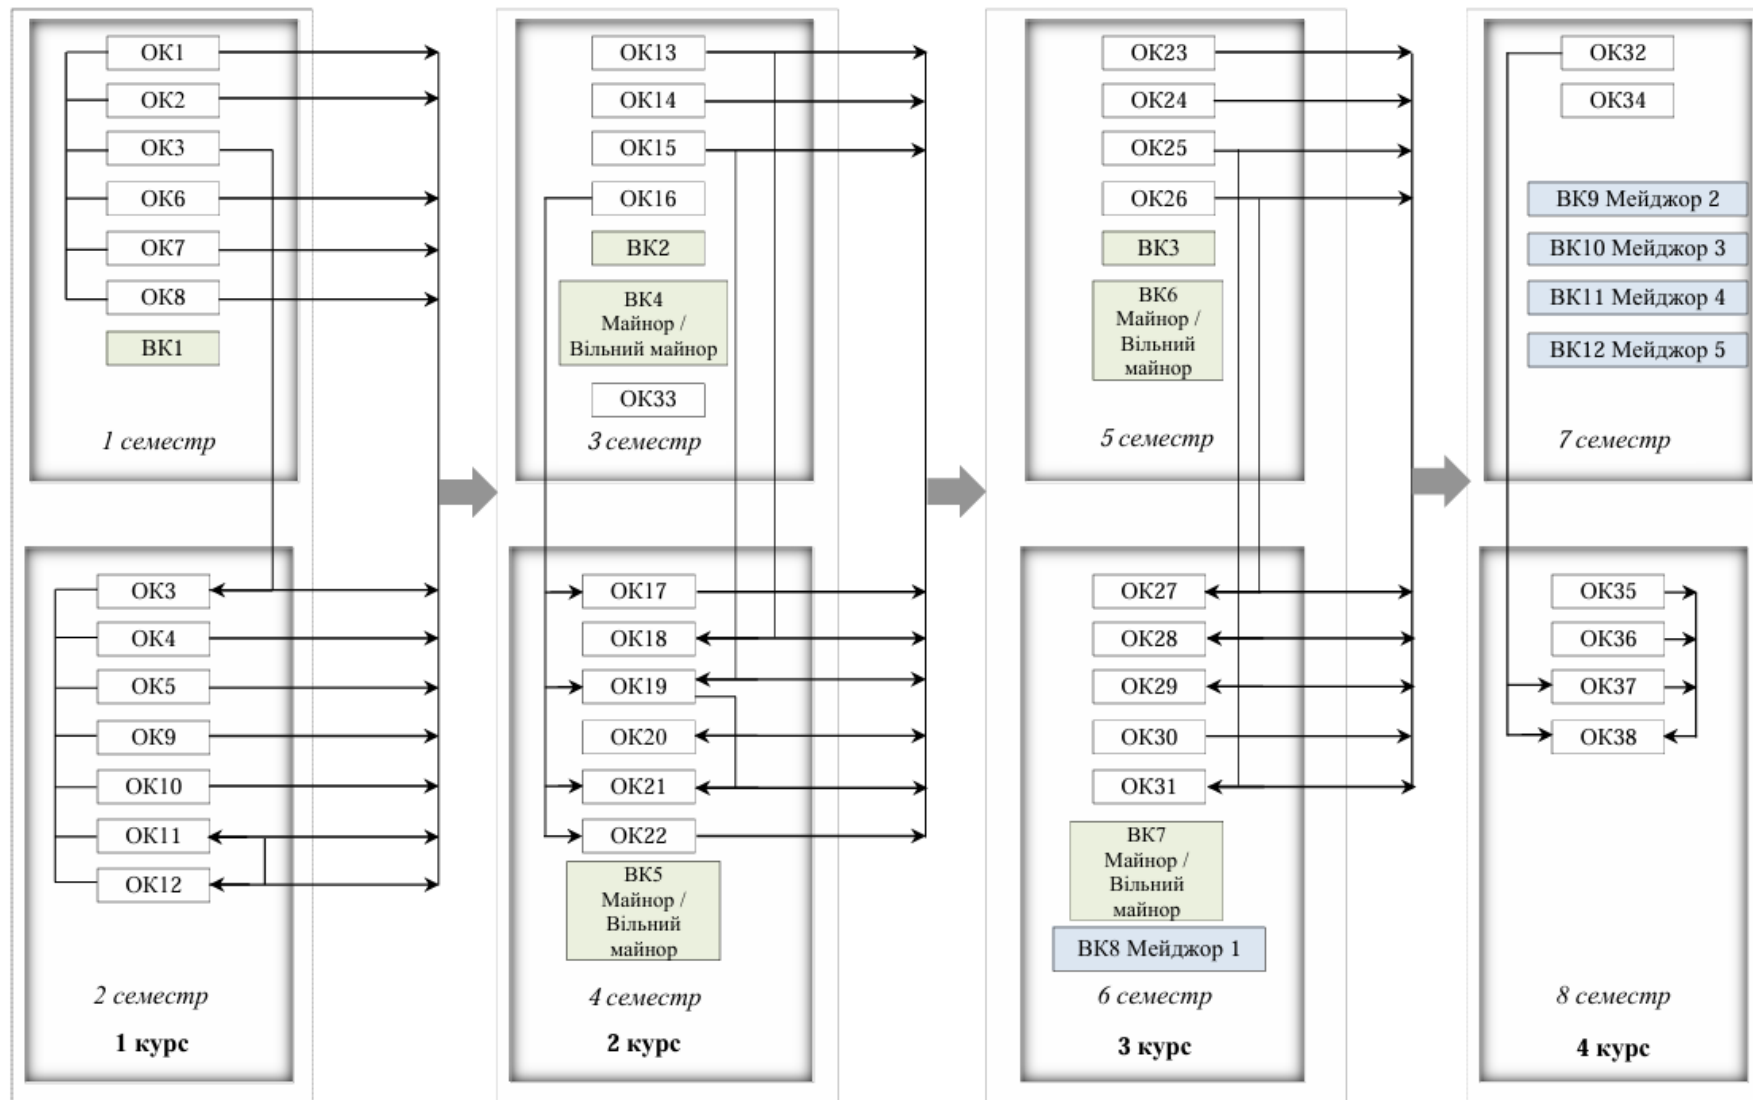 ОК1
ОК2
ОК3
ОК6
ОК7
ОК8
ВК1
1 семестр
ОК3
ОК4
ОК5
ОК9
ОК10
ОК11
ОК12
2 семестр
1 курс
ОК13
ОК14
ОК15
ОК16
ВК2
ВК4
Майнор /
Вільний майнор
ОК33
3 семестр
ОК17
ОК18
ОК19
ОК20
ОК21
ОК22
ВК5
Майнор /
Вільний
майнор
4 семестр
2 курс
ОК23
ОК24
ОК25
ОК26
ВК3
ВК6
Майнор /
Вільний
майнор
5 семестр
ОК27
ОК28
ОК29
ОК30
ОК31
ВК7
Майнор /
Вільний
майнор
ВК8 Мейджор 1
6 семестр
3 курс
ОК32
ОК34
ВК9 Мейджор 2
ВК10 Мейджор 3
ВК11 Мейджор 4
ВК12 Мейджор 5
7 семестр
ОК35
ОК36
ОК37
ОК38
8 семестр
4 курс